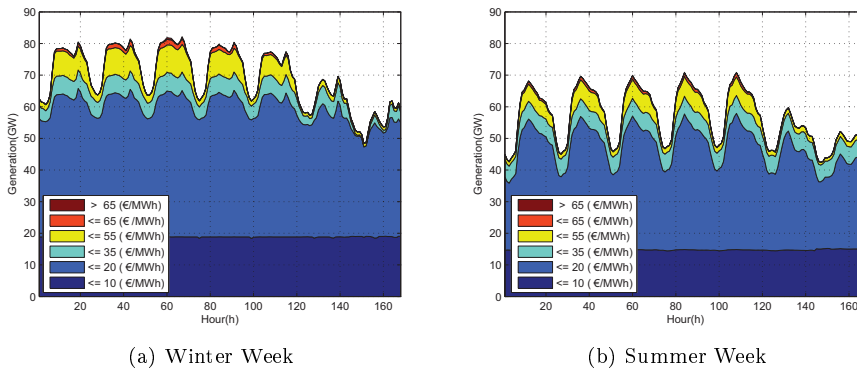 90
80
70
60
50
40
30
20
10
0
Generation(GW)
> 65 (€/MWh)
<= 65 (€/MWh)
<= 55 (€/MWh)
<= 35 (€/MWh)
<= 20 (€/MWh)
<= 10 (€/MWh)
20 40 60 80 100 120 140 160
Hour(h)
(a) Winter Week
90
80
70
60
50
40
30
20
10
0
Generation(GW)
> 65 (€/MWh)
<= 65 (€/MWh)
<= 55 (€/MWh)
<= 35 (€/MWh)
<= 20 (€/MWh)
<= 10 (€/MWh)
20 40 60 80 100 120 140 160
Hour(h)
(b) Summer Week